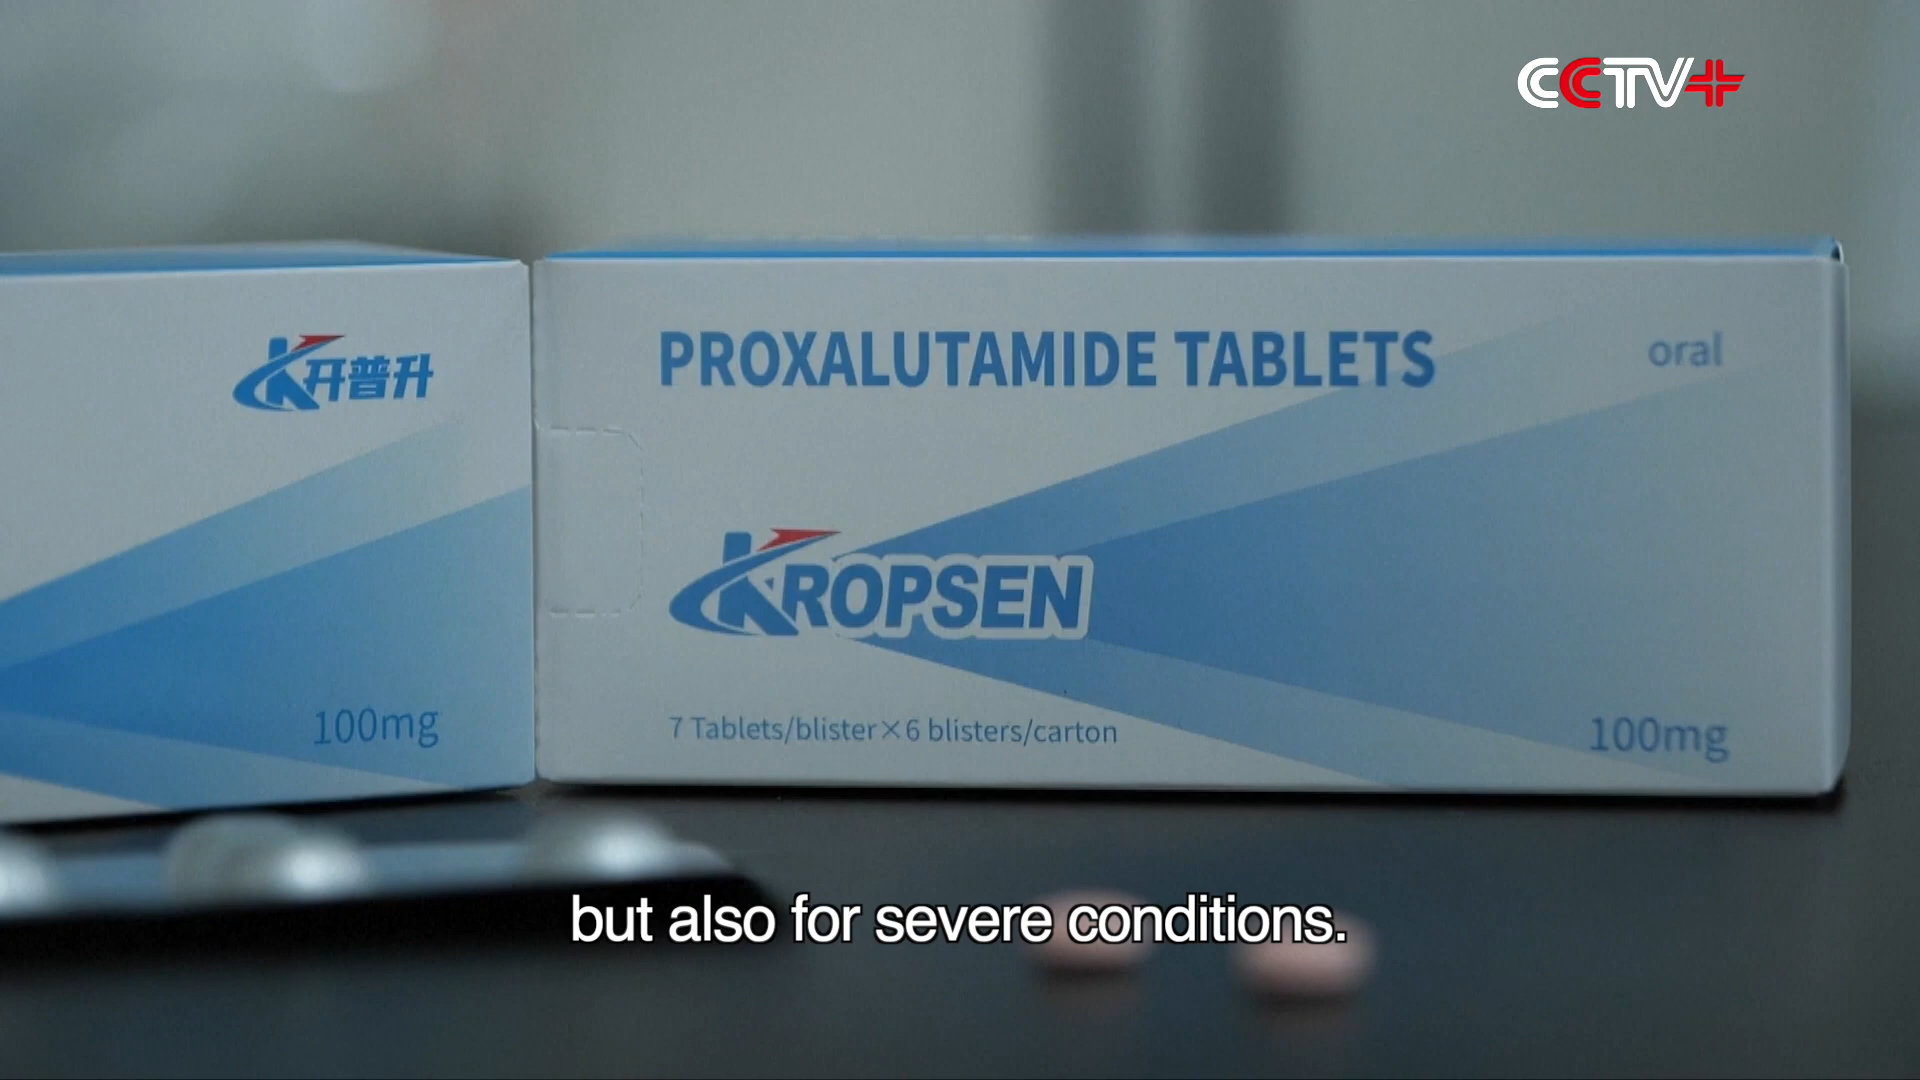 CCTV+
开普升
100mg
PROXALUTAMIDE TABLETS
oral
KROPSEN
7 Tablets/blister×6 blisters/carton
100mg
but also for severe conditions.